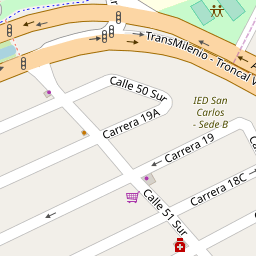 TransMilenio - Troncal
Calle 50 Sur
IED San
Carlos
- Sede B
Carrera 19A
Carrera 19
Carrera 18C
Calle 51 Sur